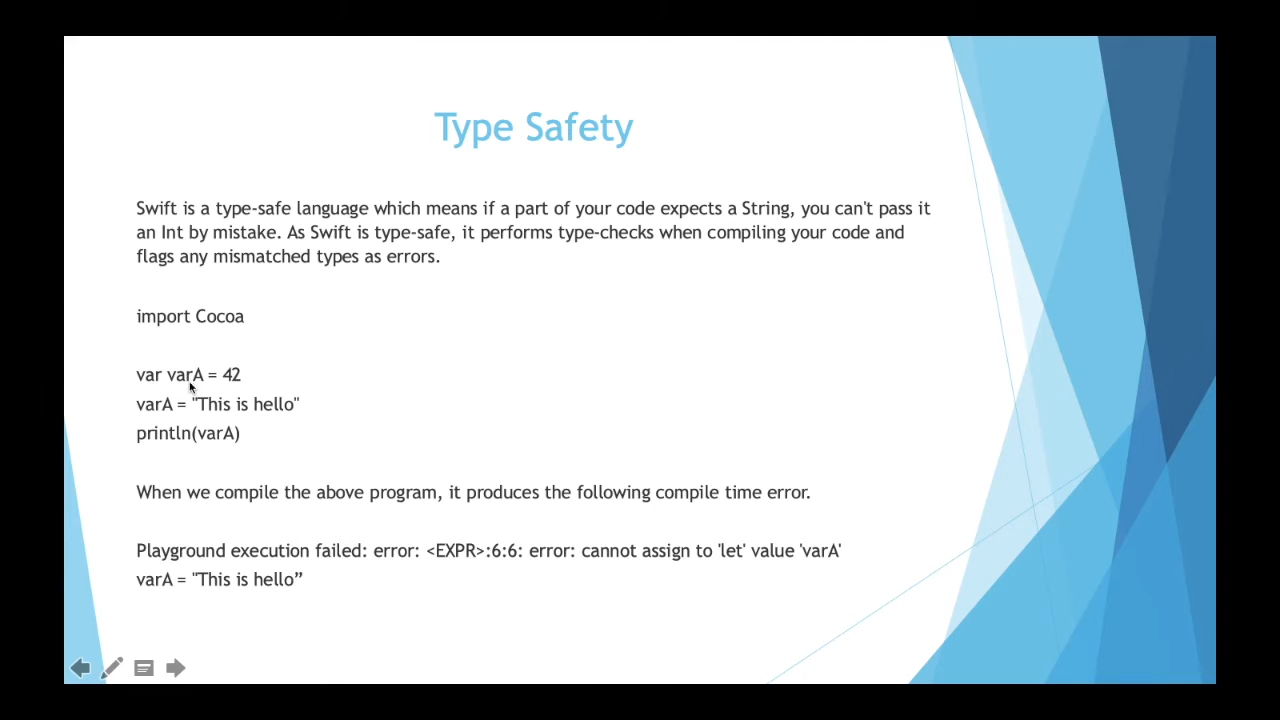 Type Safety
Swift is a type-safe language which means if a part of your code expects a String, you can't pass it
an Int by mistake. As Swift is type-safe, it performs type-checks when compiling your code and
flags any mismatched types as errors.
import Cocoa
var varA = 42
varA = "This is hello"
println(varA)
When we compile the above program, it produces the following compile time error.
Playground execution failed: error: <EXPR>:6:6: error: cannot assign to 'let' value 'varA'
varA = "This is hello”